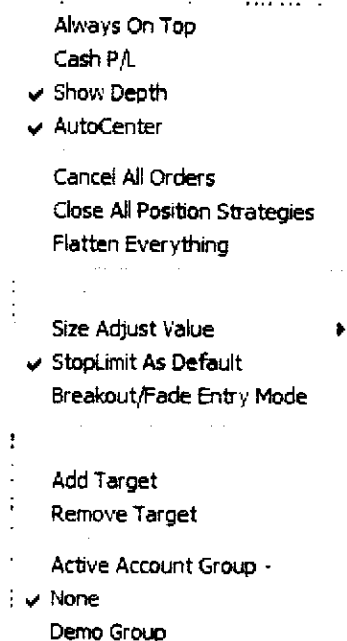 Always On Top
Cash P/L
✔ Show Depth
✔ AutoCenter
Cancel All Orders
Close All Position Strategies
Flatten Everything
Size Adjust Value
✔ StopLimit As Default
Breakout/Fade Entry Mode
Add Target
Remove Target
Active Account Group -
✔ None
Demo Group